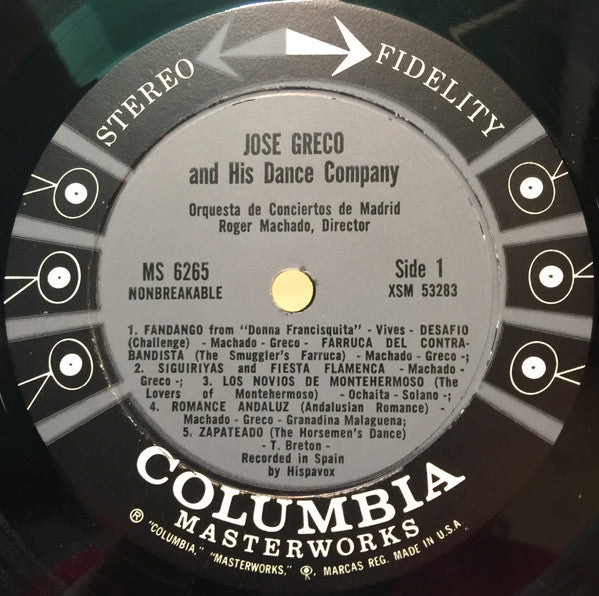 STEREO FIDELITY
JOSE GRECO
and His Dance Company
Orquesta de Conciertos de Madrid
Roger Machado, Director
MS 6265
NONBREAKABLE
Side 1
XSM 53283
1. FANDANGO from "Donna Francisquita" - Vives - DESAFIO
(Challenge) - Machado - Greco - FARRUCA DEL CONTRA-
BANDISTA (The Smuggler's Farruca) - Machado - Greco -;
2. SIGUIRIYAS and FIESTA FLAMENCA - Machado -
Greco -; 3. LOS NOVIOS DE MONTEHERMOSO (The
Lovers of Montehermoso) - Ochaita - Solano -;
4. ROMANCE ANDALUZ (Andalusian Romance) -
Machado - Greco - Granadina Malaguena;
5. ZAPATEADO (The Horsemen's Dance)
- T. Breton -
Recorded in Spain
by Hispavox
COLUMBIA
MASTERWORKS
® "COLUMBIA," "MASTERWORKS," MARCAS REG. MADE IN U.S.A.